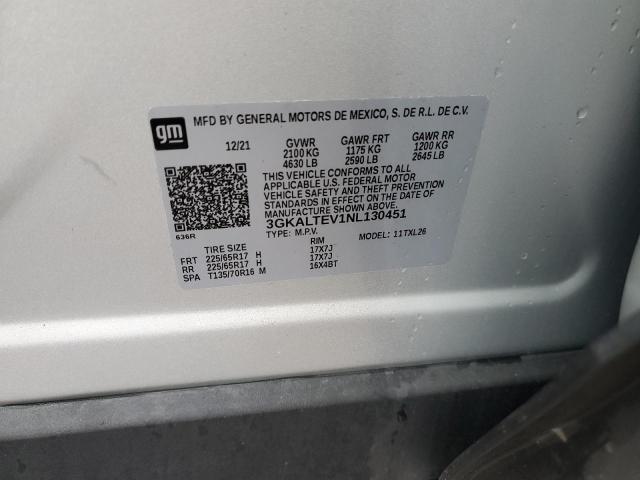 gm
MFD BY GENERAL MOTORS DE MEXICO, S. DE R.L. DE C.V.
12/21 GVWR GAWR FRT GAWR RR
2100 KG 1175 KG 1200 KG
4630 LB 2590 LB 2645 LB
THIS VEHICLE CONFORMS TO ALL
APPLICABLE U.S. FEDERAL MOTOR
VEHICLE SAFETY AND THEFT PREVENTION
STANDARDS IN EFFECT ON THE DATE OF
MANUFACTURE SHOWN ABOVE.
3GKALTEV1NL130451
636R
TYPE: M.P.V. MODEL: 11TXL26
TIRE SIZE RIM
FRT 225/65R17 H 17X7J
RR 225/65R17 H 17X7J
SPA T135/70R16 M 16X4BT